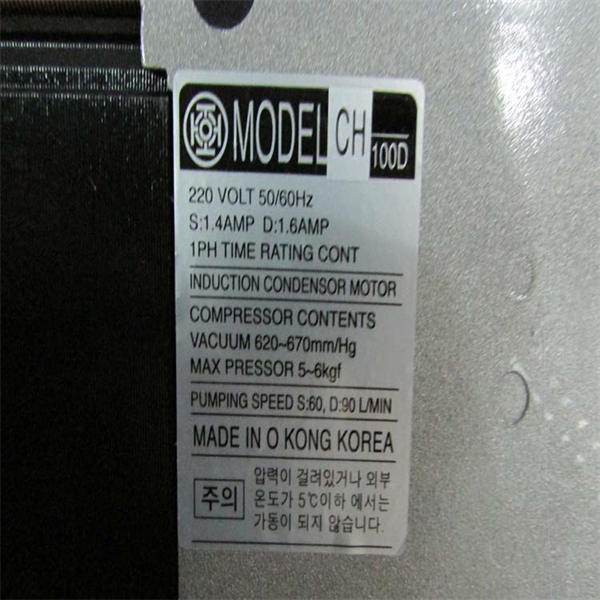 MODEL CH 100D
220 VOLT 50/60Hz
S:1.4AMP D:1.6AMP
1PH TIME RATING CONT
INDUCTION CONDENSOR MOTOR
COMPRESSOR CONTENTS
VACUUM 620~670mm/Hg
MAX PRESSOR 5~6kgf
PUMPING SPEED S:60, D:90 L/MIN
MADE IN O KONG KOREA
주의
압력이 걸려있거나 외부
온도가 5℃이하 에서는
가동이 되지 않습니다.